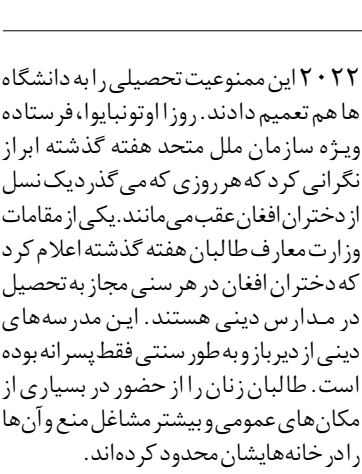 ۲۰۲۲ این ممنوعیت تحصیلی را به دانشگاه
ها هم تعمیم دادند. روزا اوتونبایوا، فرستاده
ویژه سازمان ملل متحد هفته گذشته ابراز
نگرانی کرد که هر روزی که می گذرد یک نسل
از دختران افغان عقب می‌مانند. یکی از مقامات
وزارت معارف طالبان هفته گذشته اعلام کرد
که دختران افغان در هر سنی مجاز به تحصیل
در مدارس دینی هستند. این مدرسه های
دینی از دیرباز و به طور سنتی فقط پسرانه بوده
است. طالبان زنان را از حضور در بسیاری از
مکان‌های عمومی و بیشتر مشاغل منع و آن‌ها
را در خانه‌هایشان محدود کرده‌اند.